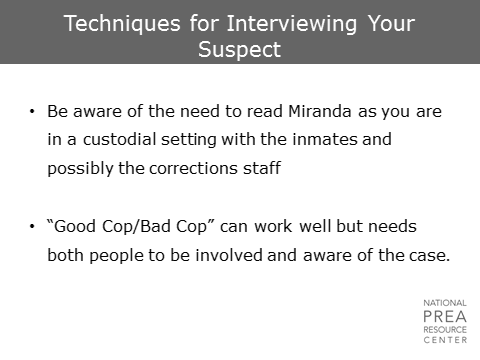 Techniques for Interviewing Your
Suspect
• Be aware of the need to read Miranda as you are
in a custodial setting with the inmates and
possibly the corrections staff
• “Good Cop/Bad Cop” can work well but needs
both people to be involved and aware of the case.
NATIONAL
PREA
RESOURCE
CENTER